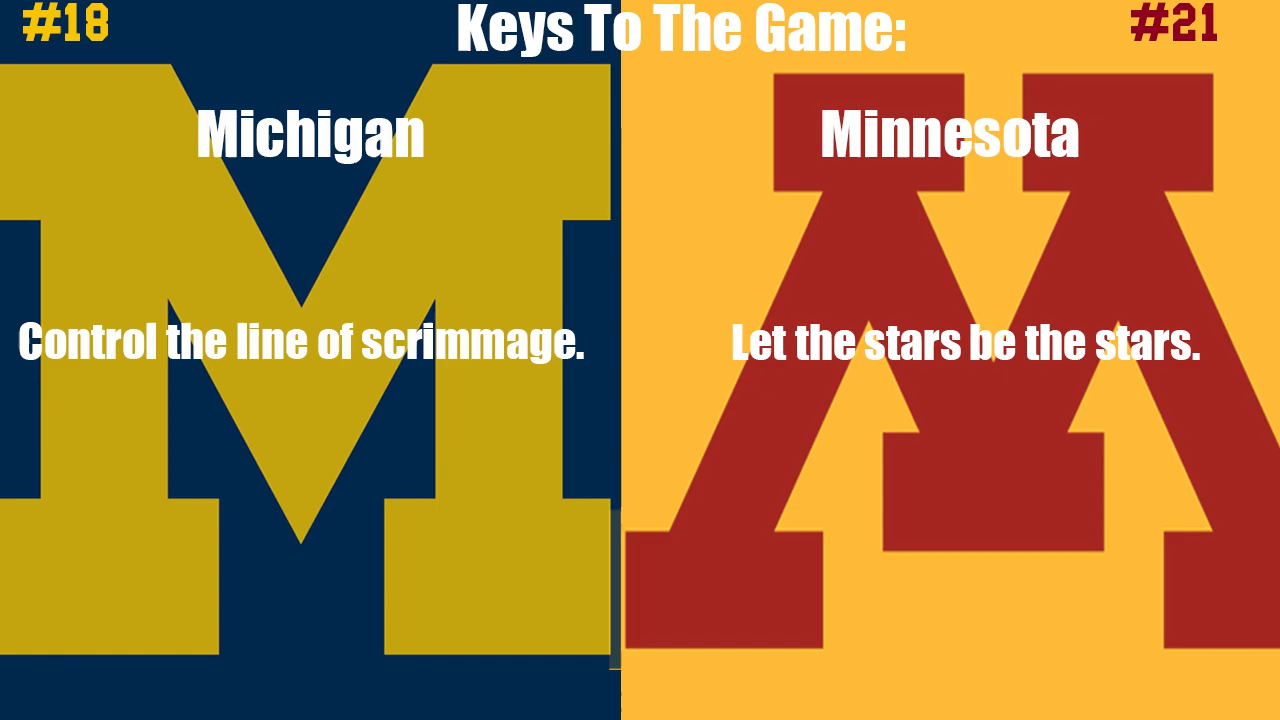 #18
Keys To The Game:
#21
Michigan
Minnesota
Control the line of scrimmage.
Let the stars be the stars.